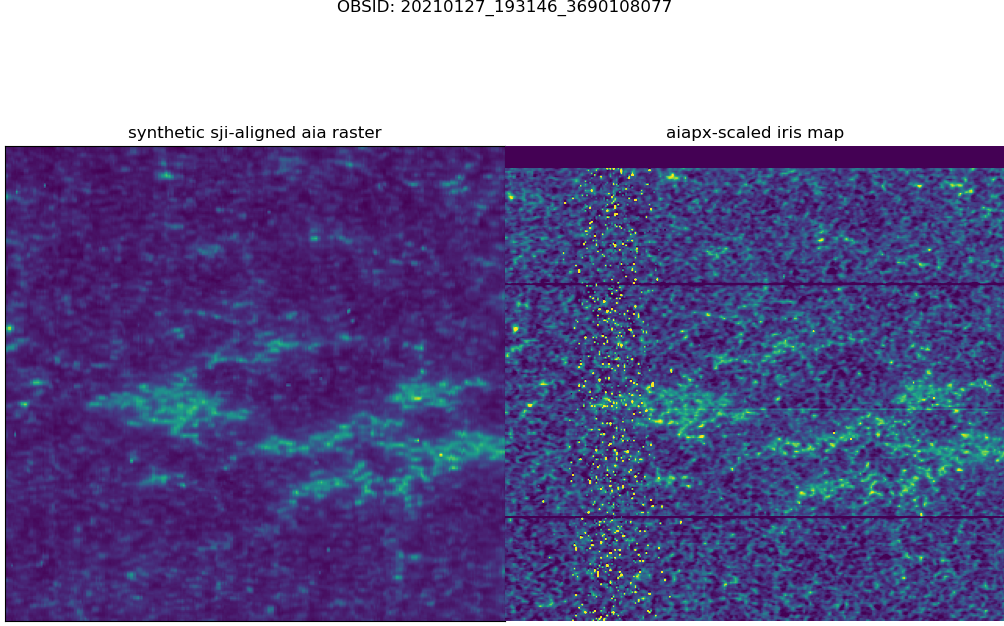 OBSID: 20210127_193146_3690108077
synthetic sji-aligned aia raster
aiapx-scaled iris map